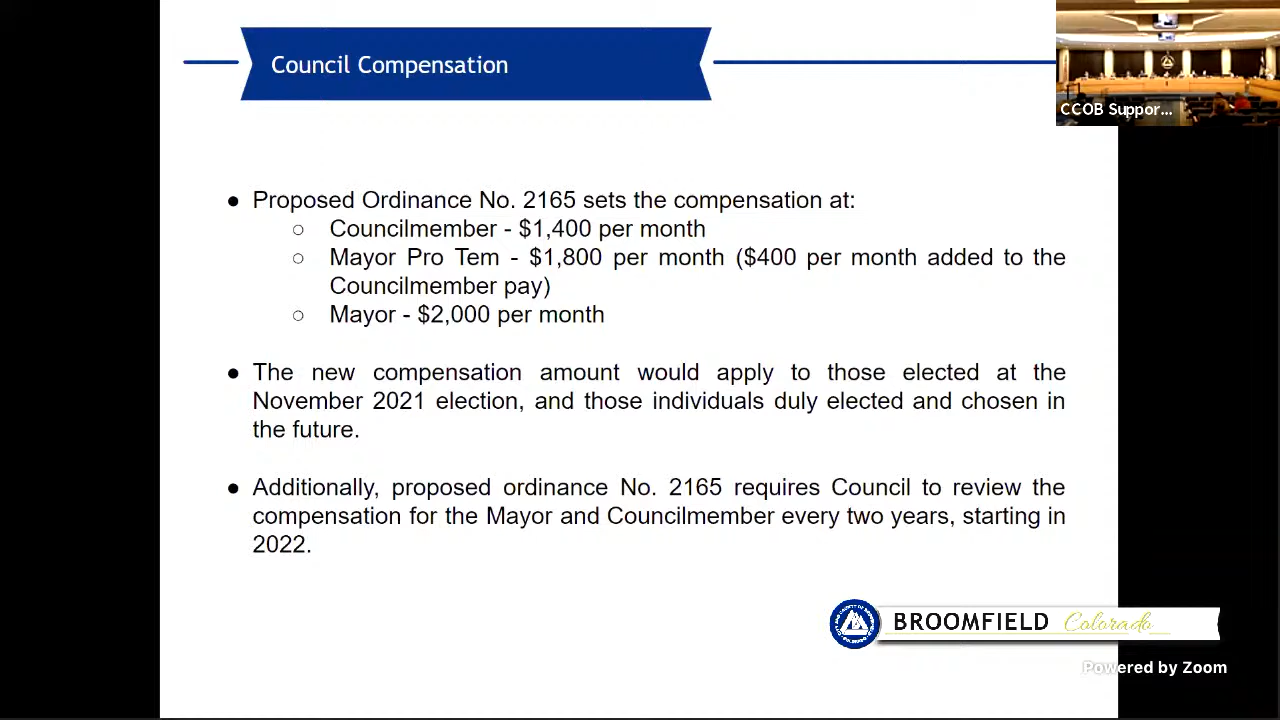 Council Compensation
CCOB Suppor...
● Proposed Ordinance No. 2165 sets the compensation at:
○ Councilmember - $1,400 per month
○ Mayor Pro Tem - $1,800 per month ($400 per month added to the
Councilmember pay)
○ Mayor - $2,000 per month
● The new compensation amount would apply to those elected at the
November 2021 election, and those individuals duly elected and chosen in
the future.
● Additionally, proposed ordinance No. 2165 requires Council to review the
compensation for the Mayor and Councilmember every two years, starting in
2022.
BROOMFIELD Colorado
Powered by Zoom